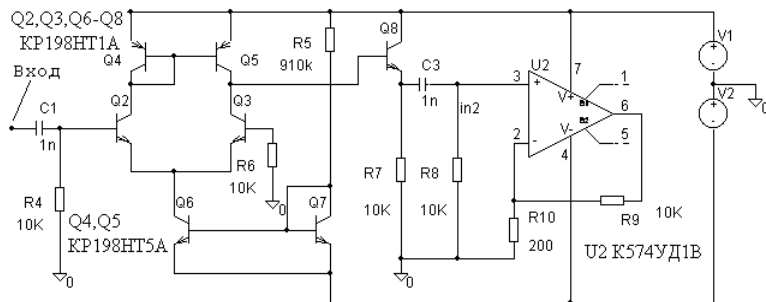 Q2,Q3,Q6-Q8
КР198НТ1А
Вход
Q4
Q5
R5
910k
Q8
C3
1n
U2
V1
V2
0
C1
1n
Q2
Q3
3
2
+
-
7
V+
V-
4
1
6
5
in2
R4
10K
R6
10K
0
Q6
Q7
R7
10K
R8
10K
R10
200
R9
10K
Q4,Q5
КР198НТ5А
U2 К574УД1В
0
0
0